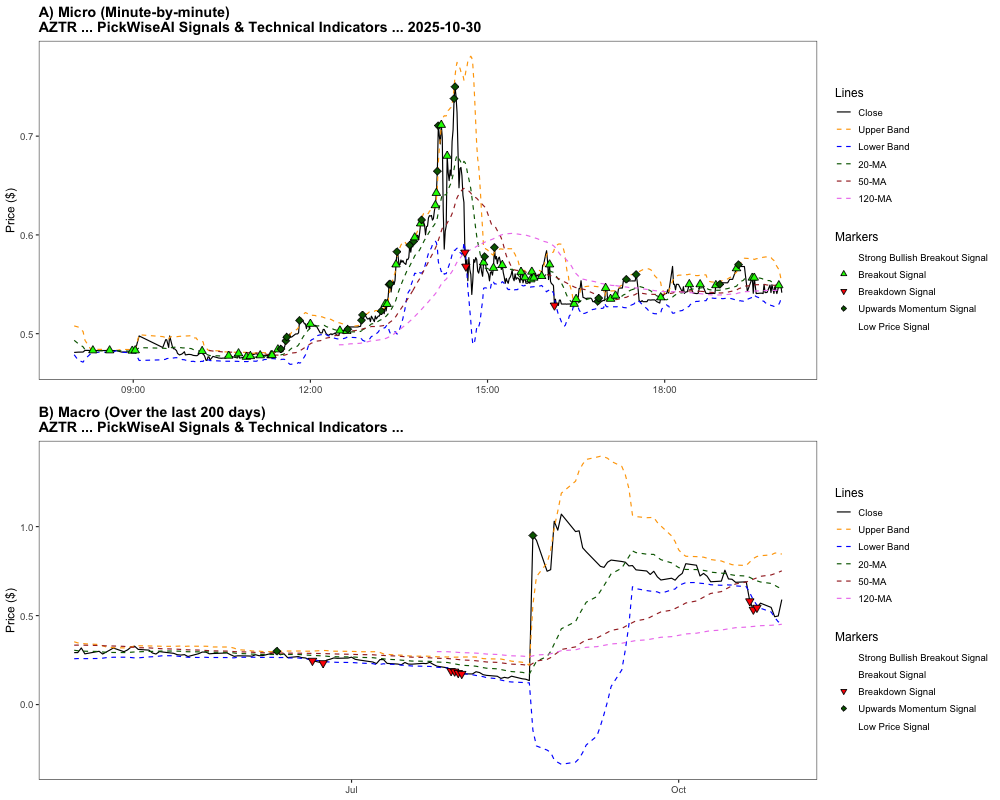 A) Micro (Minute-by-minute)
AZTR ... PickWiseAI Signals & Technical Indicators ... 2025-10-30
Price ($)
0.7
0.6
0.5
09:00
12:00
15:00
18:00
Lines
Close
Upper Band
Lower Band
20-MA
50-MA
120-MA
Markers
Strong Bullish Breakout Signal
Breakout Signal
Breakdown Signal
Upwards Momentum Signal
Low Price Signal
B) Macro (Over the last 200 days)
AZTR ... PickWiseAI Signals & Technical Indicators ...
Price ($)
1.0
0.5
0.0
Jul
Oct
Lines
Close
Upper Band
Lower Band
20-MA
50-MA
120-MA
Markers
Strong Bullish Breakout Signal
Breakout Signal
Breakdown Signal
Upwards Momentum Signal
Low Price Signal